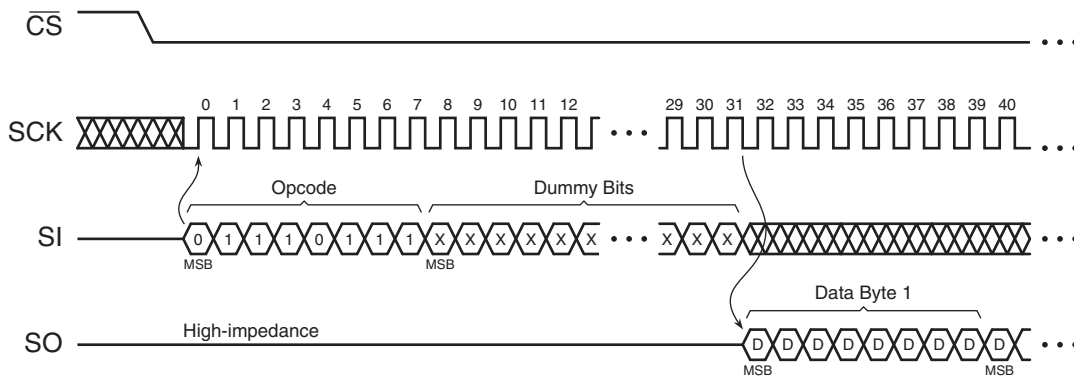 CS
0 1 2 3 4 5 6 7 8 9 10 11 12 29 30 31 32 33 34 35 36 37 38 39 40
SCK
Opcode Dummy Bits
SI 0 1 1 1 0 1 1 1 X X X X X X X X X
MSB MSB
Data Byte 1
High-impedance
SO D D D D D D D D D
MSB MSB